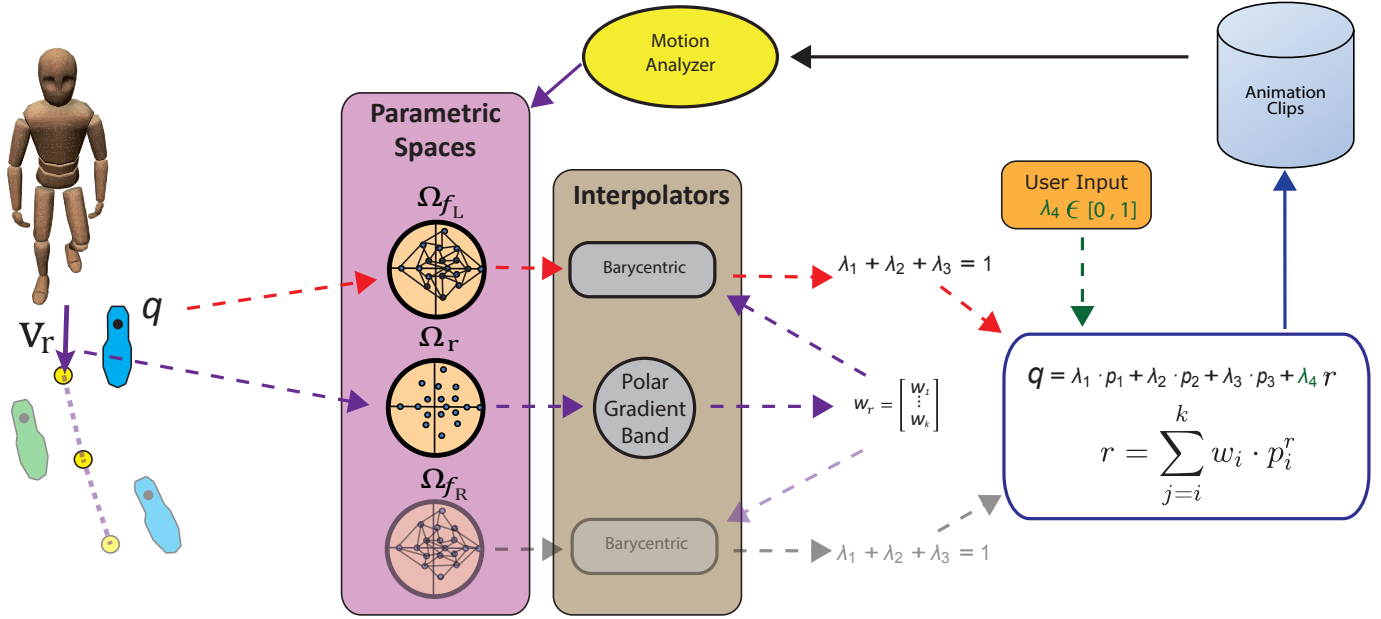 Motion
Analyzer
Animation
Clips
Parametric
Spaces
Interpolators
User Input
λ₄ ϵ [0 , 1]
Ω_{f_L}
Barycentric
λ₁ + λ₂ + λ₃ = 1
q
V_r
Ω_r
Polar
Gradient
Band
w_r = [w_1 ⋮ w_k]
q = λ₁ · p₁ + λ₂ · p₂ + λ₃ · p₃ + λ₄ r
r = \sum_{j=i}^{k} w_i · p_i^r
Ω_{f_R}
Barycentric
λ₁ + λ₂ + λ₃ = 1